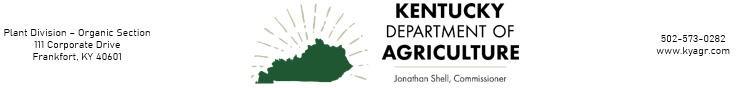 Plant Division – Organic Section
111 Corporate Drive
Frankfort, KY 40601
KENTUCKY
DEPARTMENT OF
AGRICULTURE
Jonathan Shell, Commissioner
502-573-0282
www.kyagr.com